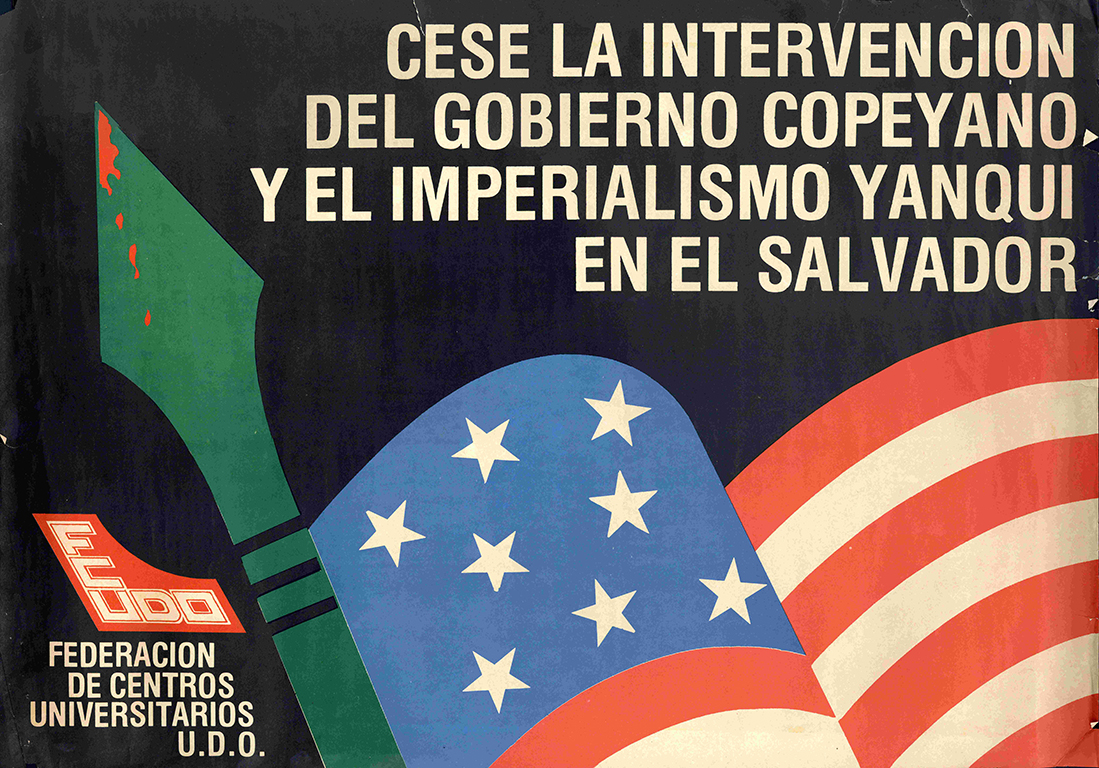 CESE LA INTERVENCION
DEL GOBIERNO COPEYANO
Y EL IMPERIALISMO YANQUI
EN EL SALVADOR
FCUDO
FEDERACION
DE CENTROS
UNIVERSITARIOS
U.D.O.